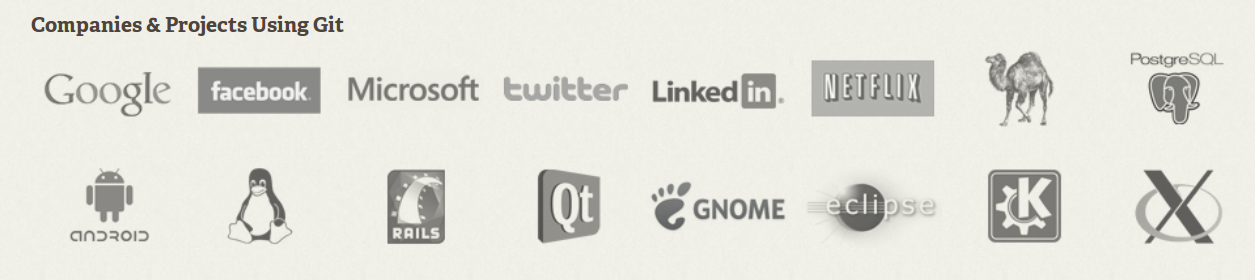 Companies & Projects Using Git
Google facebook. Microsoft twitter Linked in. NETFLIX PostgreSQL
ANDROID RAILS Qt GNOME eclipse K X